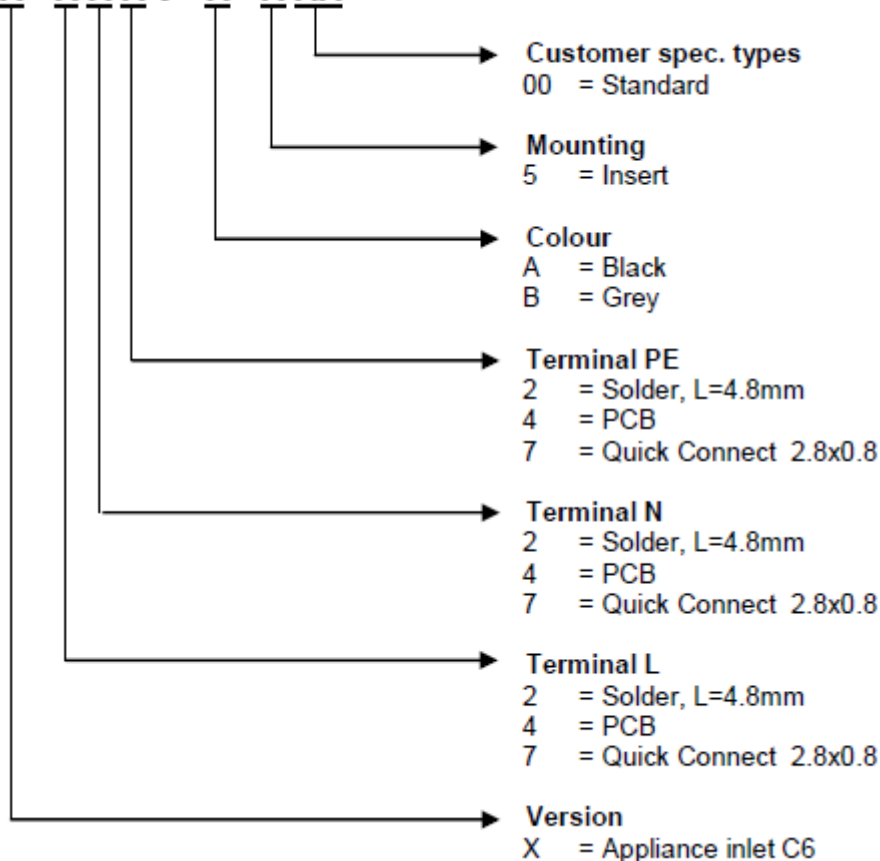 Customer spec. types
00 = Standard
Mounting
5 = Insert
Colour
A = Black
B = Grey
Terminal PE
2 = Solder, L=4.8mm
4 = PCB
7 = Quick Connect 2.8x0.8
Terminal N
2 = Solder, L=4.8mm
4 = PCB
7 = Quick Connect 2.8x0.8
Terminal L
2 = Solder, L=4.8mm
4 = PCB
7 = Quick Connect 2.8x0.8
Version
X = Appliance inlet C6